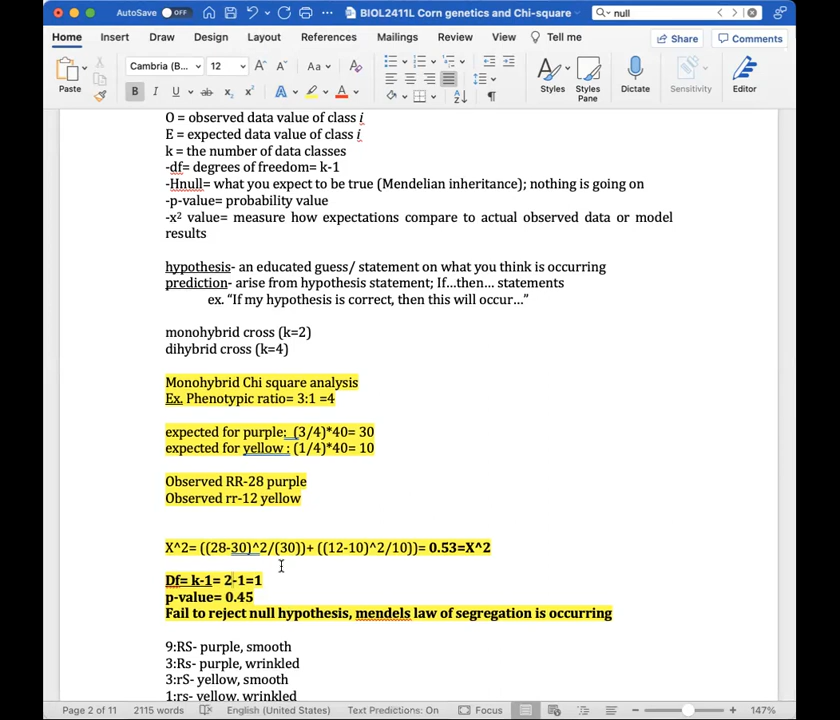 AutoSave OFF BIOL2411L Corn genetics and Chi-square null
Home Insert Draw Design Layout References Mailings Review View Tell me Share Comments
Cambria (B... 12 A A Aa A
Paste B I U ab x₂ x² A A Styles Styles Pane Dictate Sensitivity Editor
O = observed data value of class i
E = expected data value of class i
k = the number of data classes
-df= degrees of freedom= k-1
-Hnull= what you expect to be true (Mendelian inheritance); nothing is going on
-p-value= probability value
-x² value= measure how expectations compare to actual observed data or model
results
hypothesis- an educated guess/ statement on what you think is occurring
prediction- arise from hypothesis statement; If…then… statements
ex. “If my hypothesis is correct, then this will occur…”
monohybrid cross (k=2)
dihybrid cross (k=4)
Monohybrid Chi square analysis
Ex. Phenotypic ratio= 3:1 =4
expected for purple: (3/4)*40= 30
expected for yellow : (1/4)*40= 10
Observed RR-28 purple
Observed rr-12 yellow
X^2= ((28-30)^2/(30))+ ((12-10)^2/10))= 0.53=X^2
Df= k-1= 2-1=1
p-value= 0.45
Fail to reject null hypothesis, mendels law of segregation is occurring
9:RS- purple, smooth
3:Rs- purple, wrinkled
3:rS- yellow, smooth
1:rs- yellow, wrinkled
Page 2 of 11 2115 words English (United States) Text Predictions: On Focus 147%